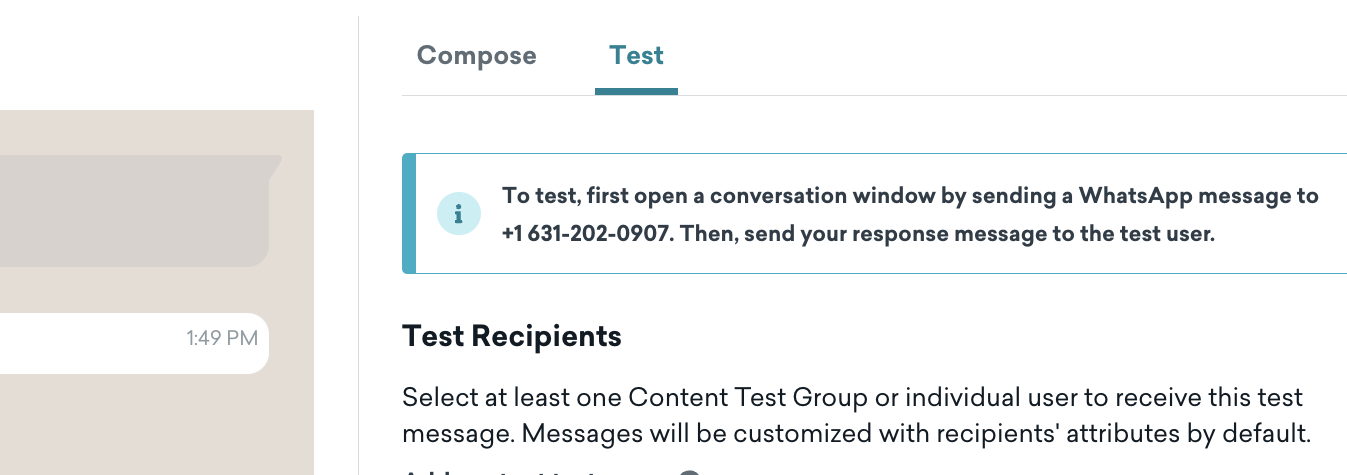 Compose Test
To test, first open a conversation window by sending a WhatsApp message to
+1 631-202-0907. Then, send your response message to the test user.
1:49 PM
Test Recipients
Select at least one Content Test Group or individual user to receive this test
message. Messages will be customized with recipients' attributes by default.